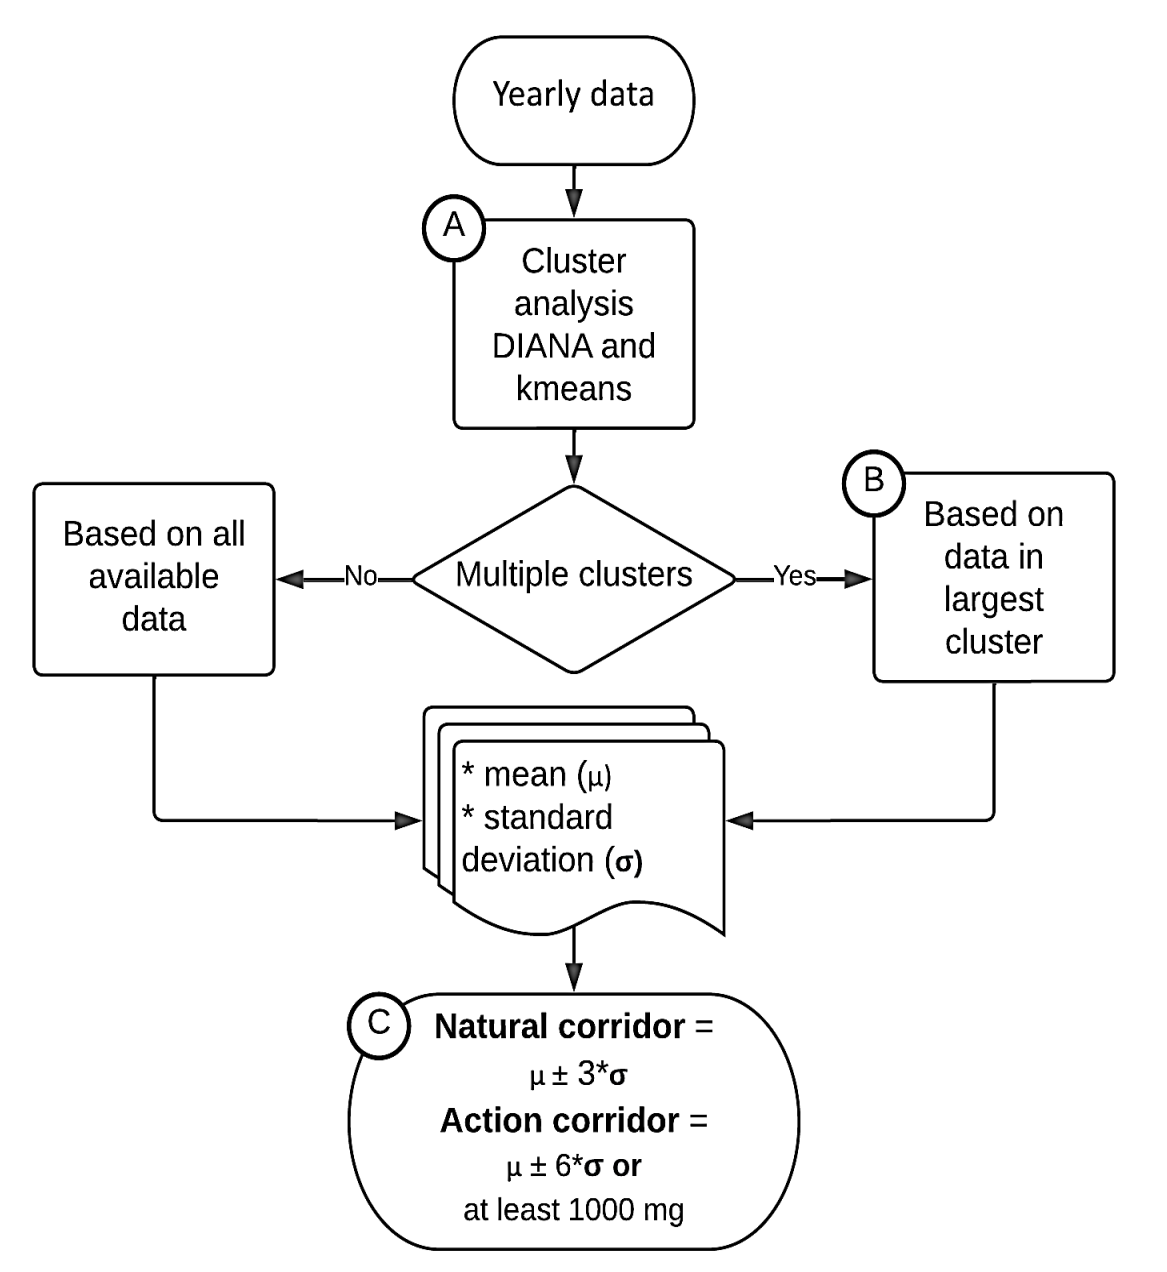 Yearly data
A
Cluster
analysis
DIANA and
kmeans
Multiple clusters
No
Yes
Based on all
available
data
B
Based on
data in
largest
cluster
* mean (μ)
* standard
deviation (σ)
C
Natural corridor =
μ ± 3*σ
Action corridor =
μ ± 6*σ or
at least 1000 mg